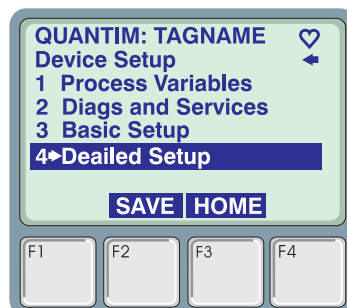 QUANTIM: TAGNAME
Device Setup
1 Process Variables
2 Diags and Services
3 Basic Setup
4 Deailed Setup
SAVE HOME
F1 F2 F3 F4